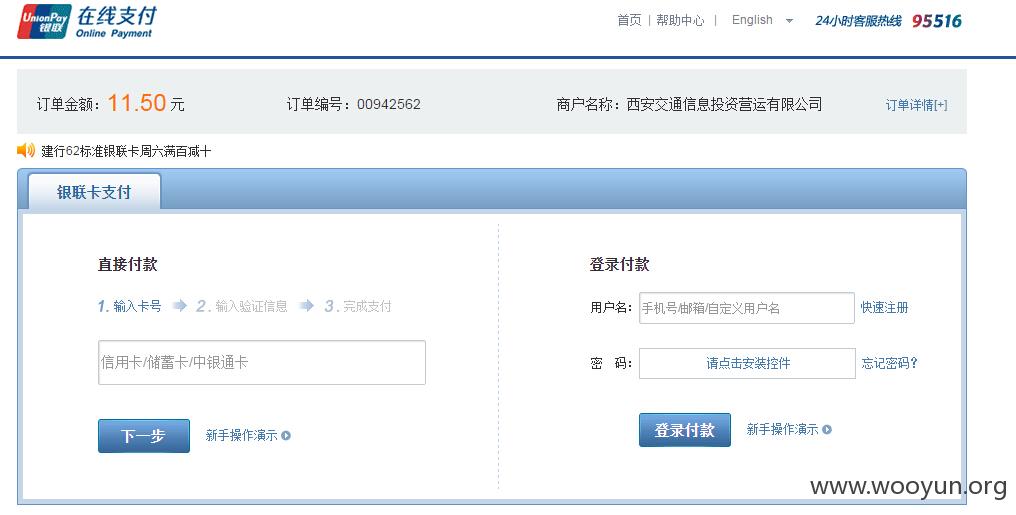 UnionPay 银联 在线支付 Online Payment
首页 | 帮助中心 | English 24小时客服热线 95516
订单金额：11.50 元 订单编号：00942562 商户名称：西安交通信息投资营运有限公司 订单详情[+]
建行62标准银联卡周六满百减十
银联卡支付
直接付款
1. 输入卡号 2. 输入验证信息 3. 完成支付
信用卡/储蓄卡/中银通卡
下一步 新手操作演示
登录付款
用户名： 手机号/邮箱/自定义用户名 快速注册
密 码： 请点击安装控件 忘记密码?
登录付款 新手操作演示
www.wooyun.org